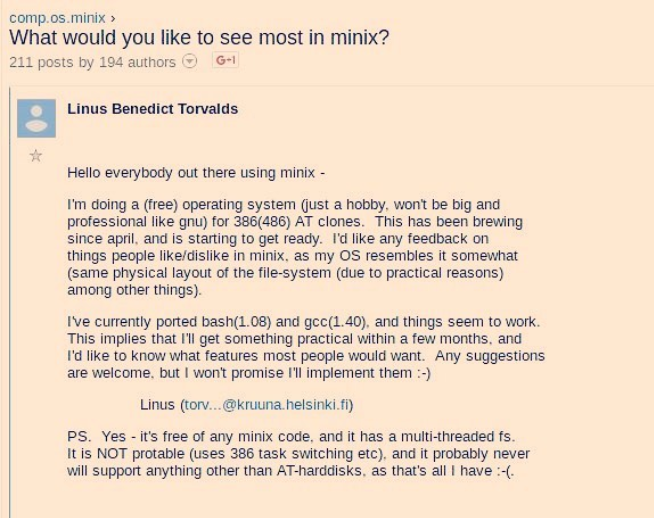 comp.os.minix ›
What would you like to see most in minix?
211 posts by 194 authors G+1
Linus Benedict Torvalds
Hello everybody out there using minix -
I'm doing a (free) operating system (just a hobby, won't be big and
professional like gnu) for 386(486) AT clones.  This has been brewing
since april, and is starting to get ready.  I'd like any feedback on
things people like/dislike in minix, as my OS resembles it somewhat
(same physical layout of the file-system (due to practical reasons)
among other things).
I've currently ported bash(1.08) and gcc(1.40), and things seem to work.
This implies that I'll get something practical within a few months, and
I'd like to know what features most people would want.  Any suggestions
are welcome, but I won't promise I'll implement them :-)
Linus (torv...@kruuna.helsinki.fi)
PS.  Yes - it's free of any minix code, and it has a multi-threaded fs.
It is NOT protable (uses 386 task switching etc), and it probably never
will support anything other than AT-harddisks, as that's all I have :-(.